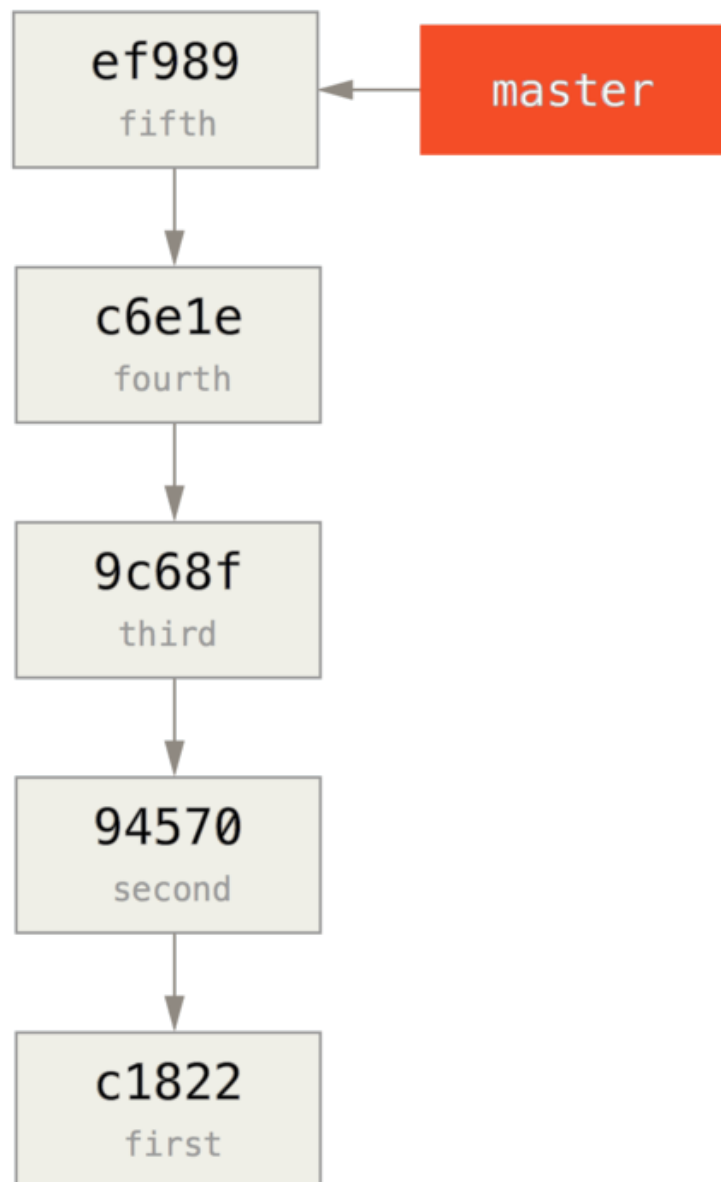 ef989
master
fifth
c6e1e
fourth
9c68f
third
94570
second
c1822
first